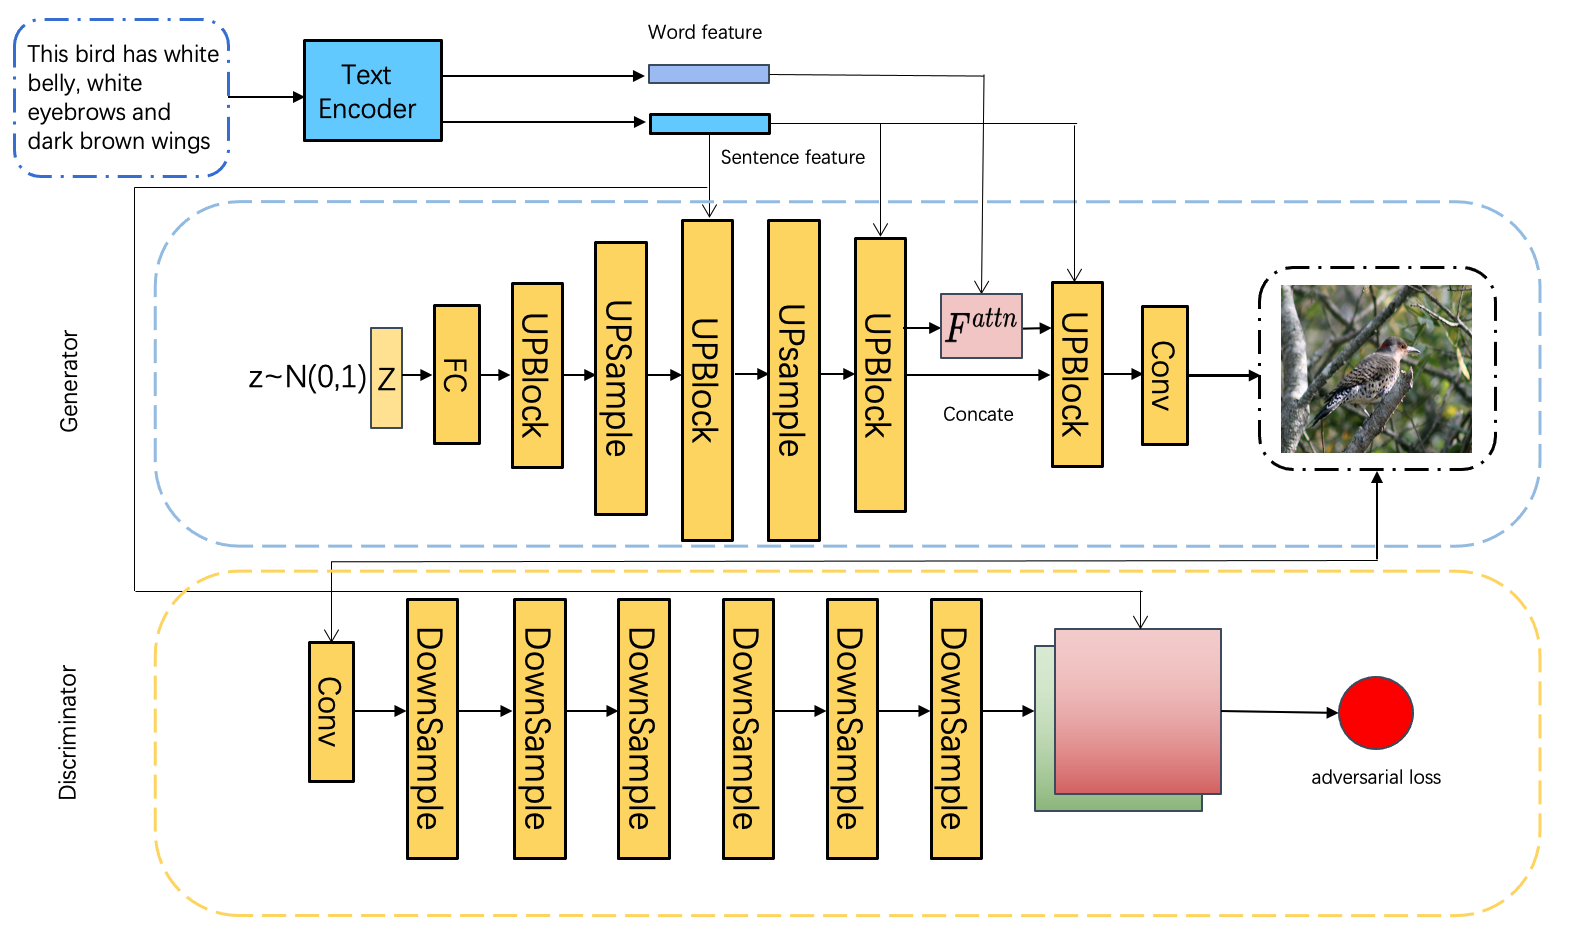 This bird has white
belly, white
eyebrows and
dark brown wings
Text
Encoder
Word feature
Sentence feature
Generator
z~N(0,1)
Z
FC
UPBlock
UPSample
UPBlock
UPsample
UPBlock
F^attn
Concate
UPBlock
Conv
Discriminator
Conv
DownSample
DownSample
DownSample
DownSample
DownSample
DownSample
adversarial loss